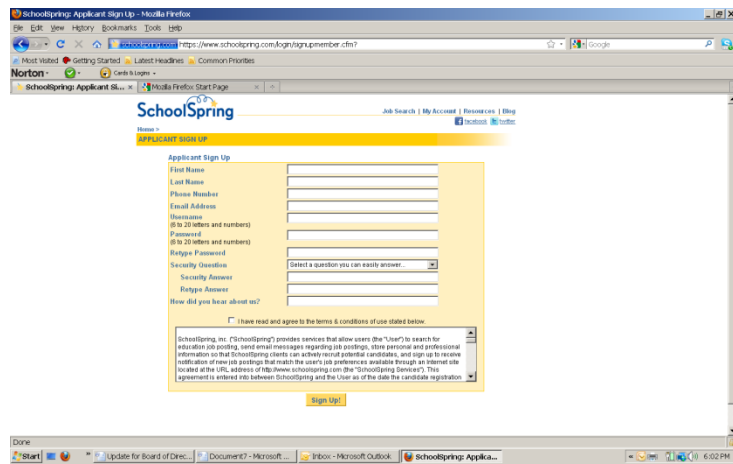 SchoolSpring: Applicant Sign Up - Mozilla Firefox
File Edit View History Bookmarks Tools Help
schoolspring.com https://www.schoolspring.com/login/signupmember.cfm?
Google
Most Visited Getting Started Latest Headlines Common Priorities
Norton Cards & Logins
SchoolSpring: Applicant Si... Mozilla Firefox Start Page
SchoolSpring
Job Search | My Account | Resources | Blog
facebook twitter
Home >
APPLICANT SIGN UP
Applicant Sign Up
First Name
Last Name
Phone Number
Email Address
Username
(6 to 20 letters and numbers)
Password
(6 to 20 letters and numbers)
Retype Password
Security Question Select a question you can easily answer...
Security Answer
Retype Answer
How did you hear about us?
I have read and agree to the terms & conditions of use stated below.
SchoolSpring, inc. ("SchoolSpring") provides services that allow users (the "User") to search for
education job posting, send email messages regarding job postings, store personal and professional
information so that SchoolSpring clients can actively recruit potential candidates, and sign up to receive
notification of new job postings that match the user's job preferences available through an Internet site
located at the URL address of http://www.schoolspring.com (the "SchoolSpring Services"). This
agreement is entered into between SchoolSpring and the User as of the date the candidate registration
Sign Up!
Done
Start Update for Board of Direc... Document7 - Microsoft ... Inbox - Microsoft Outlook SchoolSpring: Applica... 6:02 PM